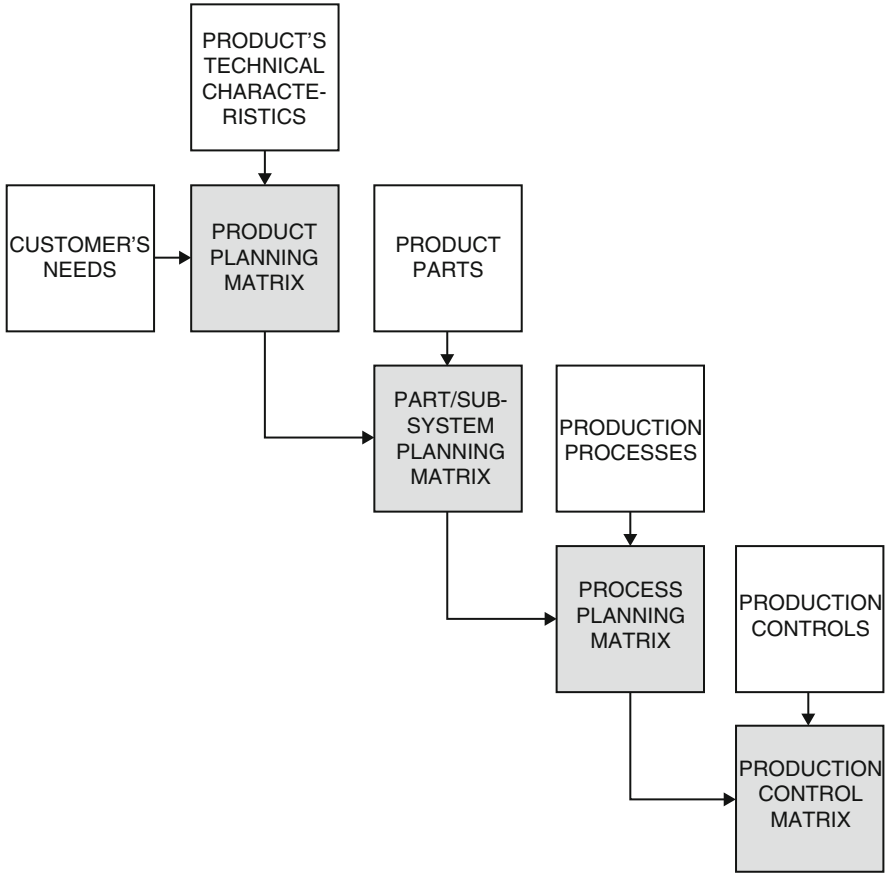 PRODUCT'S
TECHNICAL
CHARACTE-
RISTICS
CUSTOMER'S
NEEDS
PRODUCT
PLANNING
MATRIX
PRODUCT
PARTS
PART/SUB-
SYSTEM
PLANNING
MATRIX
PRODUCTION
PROCESSES
PROCESS
PLANNING
MATRIX
PRODUCTION
CONTROLS
PRODUCTION
CONTROL
MATRIX